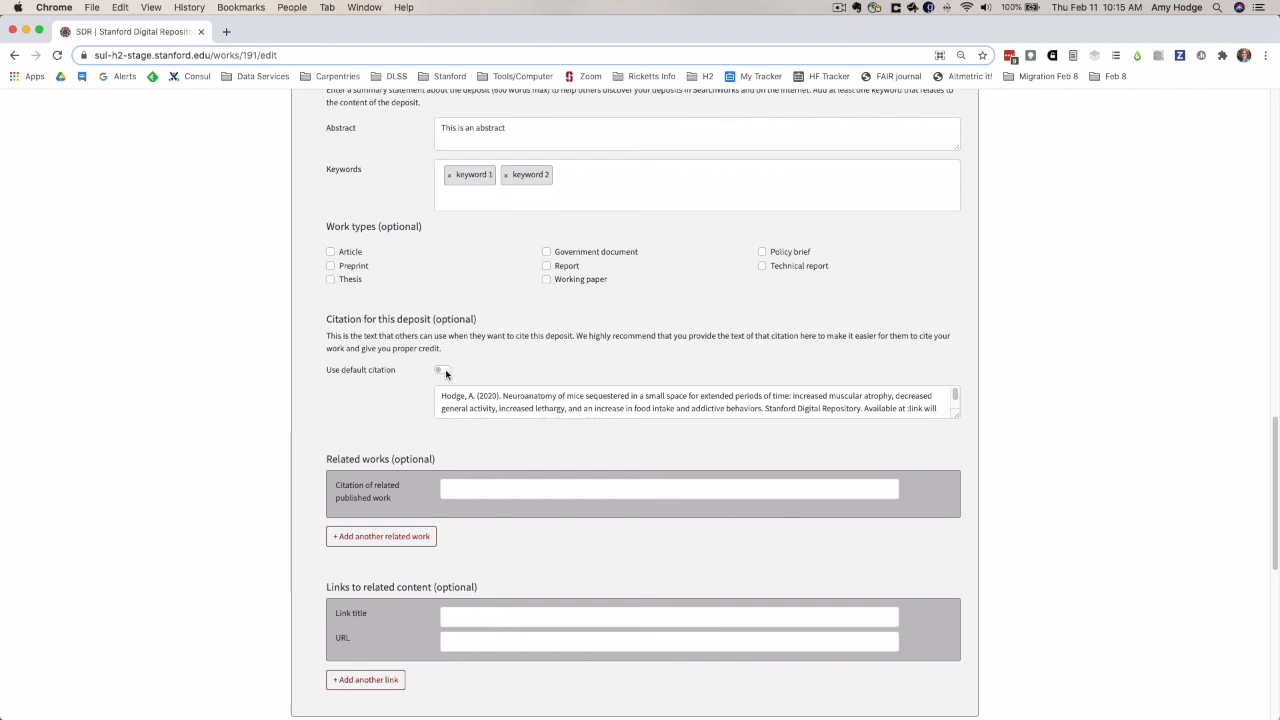 Chrome File Edit View History Bookmarks People Tab Window Help 100% Thu Feb 11 10:15 AM Amy Hodge
SDR | Stanford Digital Reposito
sul-h2-stage.stanford.edu/works/191/edit
Apps Alerts Consul Data Services Carpentries DLSS Stanford Tools/Computer Zoom Ricketts Info H2 My Tracker HF Tracker FAIR journal Altmetric it! Migration Feb 8 Feb 8
Enter a summary statement about the deposit (600 words max) to help others discover your deposits in SearchWorks and on the internet. Add at least one keyword that relates to
the content of the deposit.
Abstract
This is an abstract
Keywords
× keyword 1 × keyword 2
Work types (optional)
Article Government document Policy brief
Preprint Report Technical report
Thesis Working paper
Citation for this deposit (optional)
This is the text that others can use when they want to cite this deposit. We highly recommend that you provide the text of that citation here to make it easier for them to cite your
work and give you proper credit.
Use default citation
Hodge, A. (2020). Neuroanatomy of mice sequestered in a small space for extended periods of time: increased muscular atrophy, decreased
general activity, increased lethargy, and an increase in food intake and addictive behaviors. Stanford Digital Repository. Available at :link will
Related works (optional)
Citation of related
published work
+ Add another related work
Links to related content (optional)
Link title
URL
+ Add another link